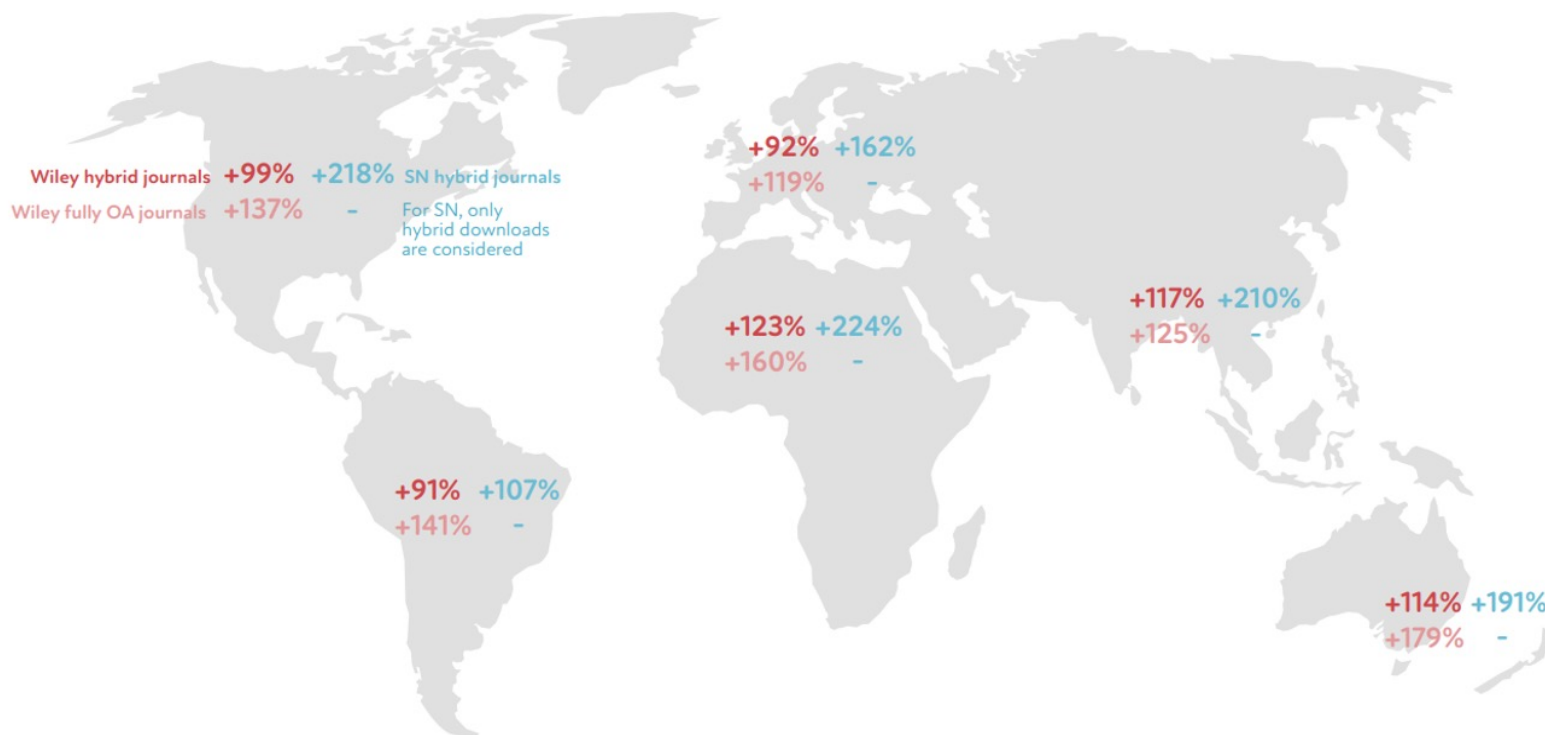 +92% +162%
+119% -
Wiley hybrid journals +99% +218% SN hybrid journals
Wiley fully OA journals +137% - For SN, only
hybrid downloads
are considered
+117% +210%
+125% -
+123% +224%
+160% -
+91% +107%
+141% -
+114% +191%
+179% -